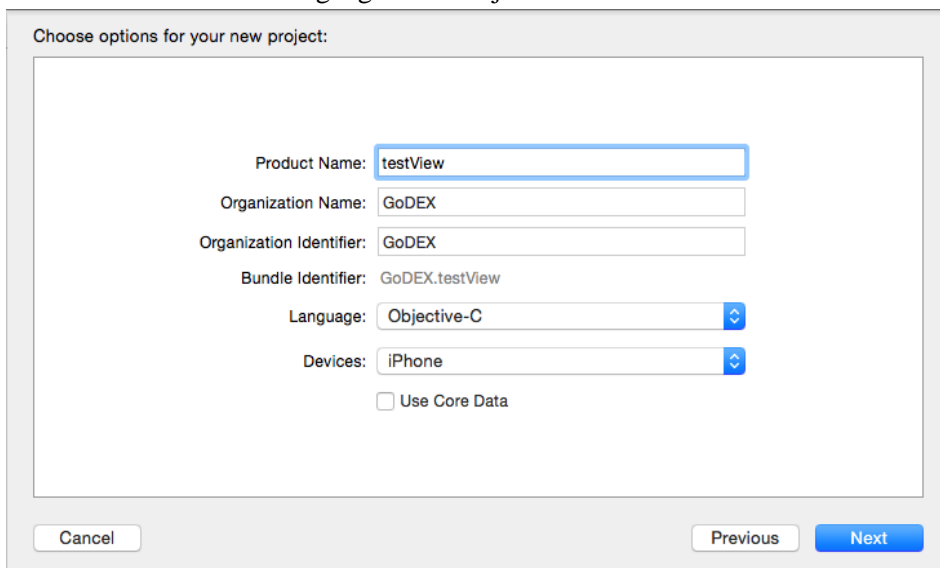 Choose options for your new project:
Product Name: testView
Organization Name: GoDEX
Organization Identifier: GoDEX
Bundle Identifier: GoDEX.testView
Language: Objective-C
Devices: iPhone
Use Core Data
Cancel Previous Next